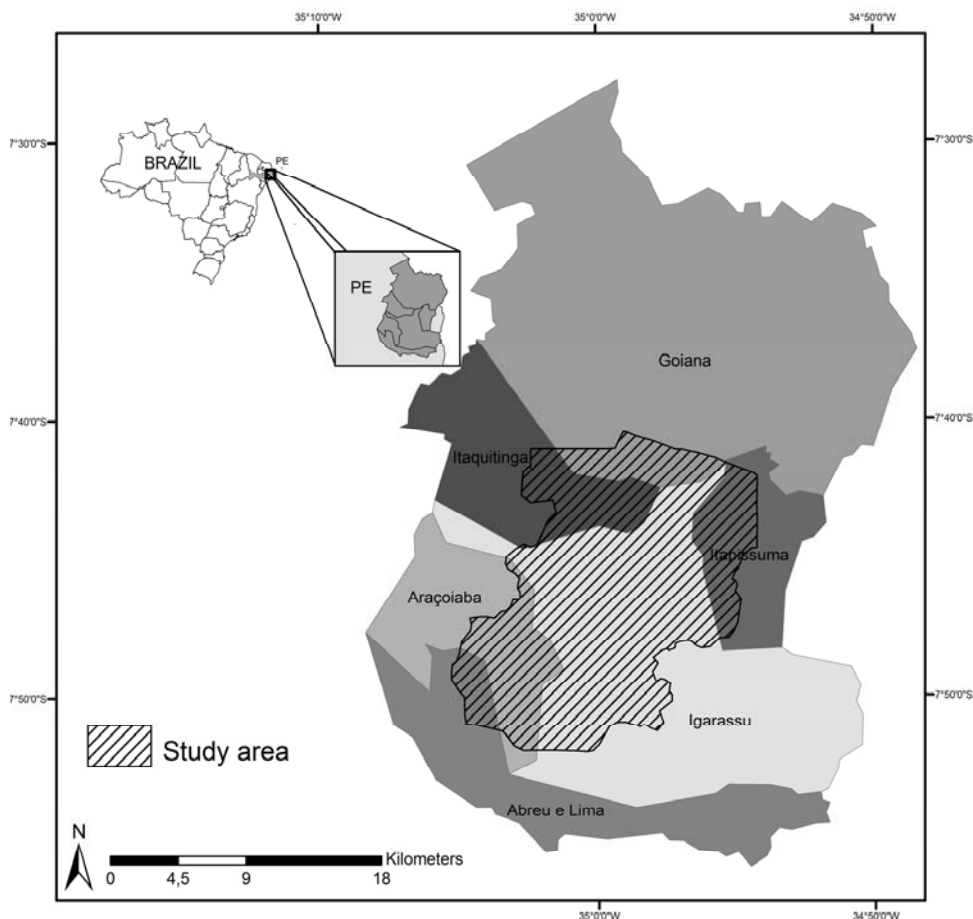 35°10'0"W
35°0'0"W
34°50'0"W
7°30'0"S
7°30'0"S
BRAZIL
PE
PE
Goiana
7°40'0"S
7°40'0"S
Itaquitinga
Itapissuma
Araçoiaba
7°50'0"S
7°50'0"S
Igarassu
Study area
Abreu e Lima
N
Kilometers
0
4,5
9
18
35°0'0"W
34°50'0"W